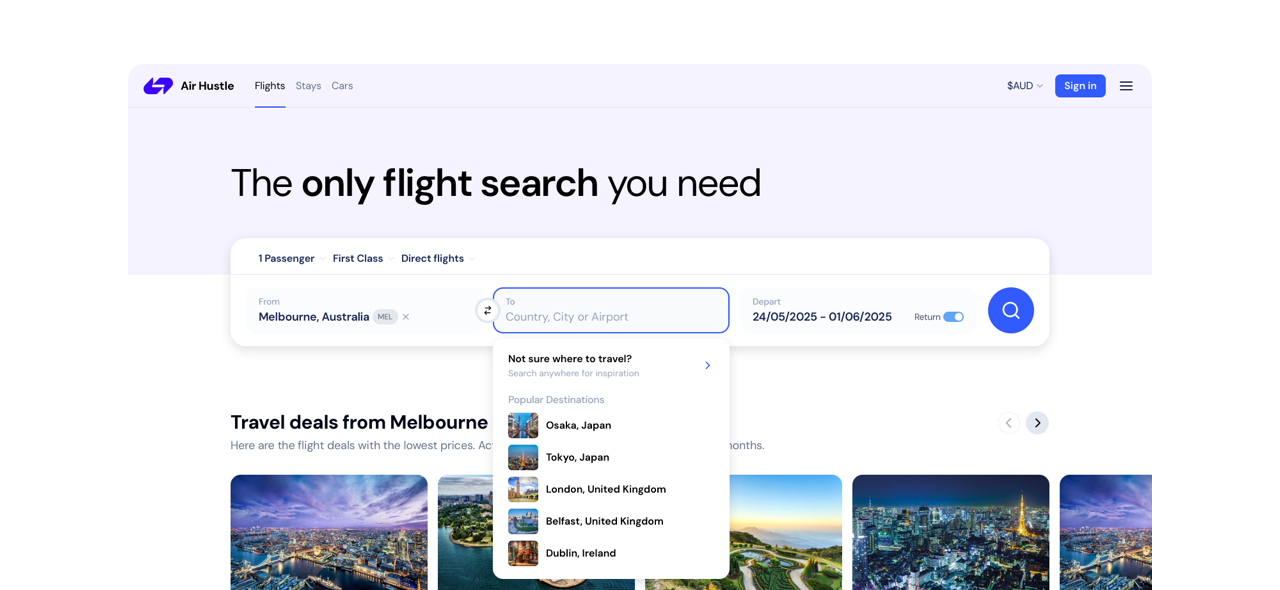 Air Hustle
Flights
Stays
Cars
$AUD
Sign in
The only flight search you need
1 Passenger
First Class
Direct flights
From
Melbourne, Australia MEL
To
Country, City or Airport
Depart
24/05/2025 - 01/06/2025
Return
Not sure where to travel?
Search anywhere for inspiration
Popular Destinations
Osaka, Japan
Tokyo, Japan
London, United Kingdom
Belfast, United Kingdom
Dublin, Ireland
Travel deals from Melbourne
Here are the flight deals with the lowest prices. months.